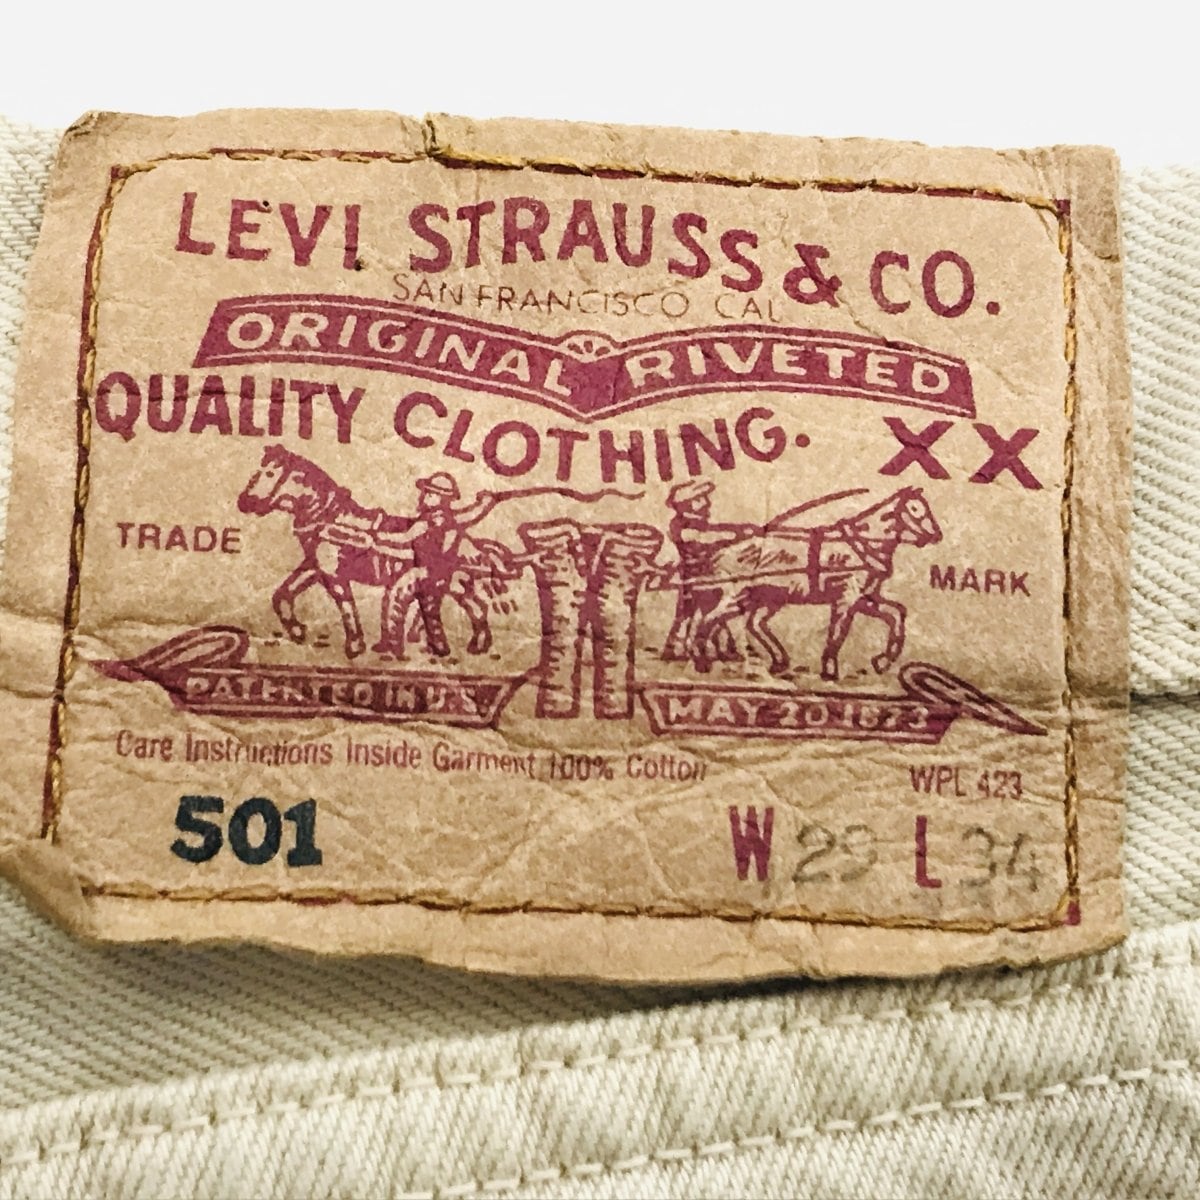 LEVI STRAUSS & CO.
SAN FRANCISCO CAL
ORIGINAL RIVETED
QUALITY CLOTHING. XX
TRADE MARK
PATENTED IN U.S. MAY 20 1873
Care Instructions Inside Garment 100% Cotton WPL 423
501 W 29 L 34